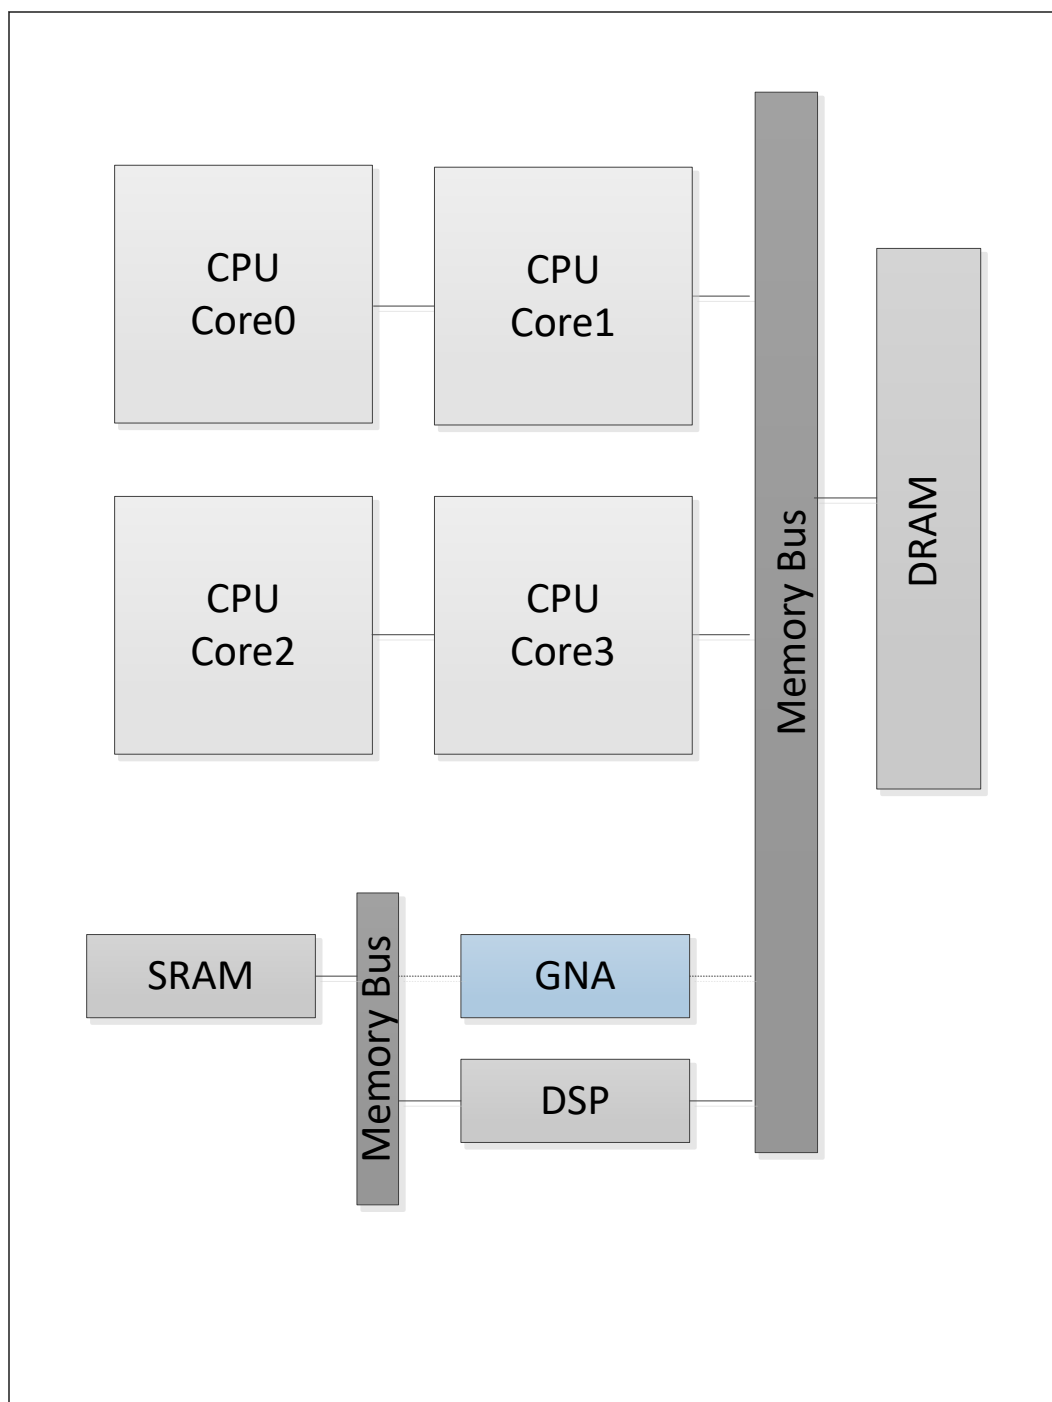 CPU
Core0
CPU
Core1
CPU
Core2
CPU
Core3
Memory Bus
DRAM
SRAM
Memory Bus
GNA
DSP